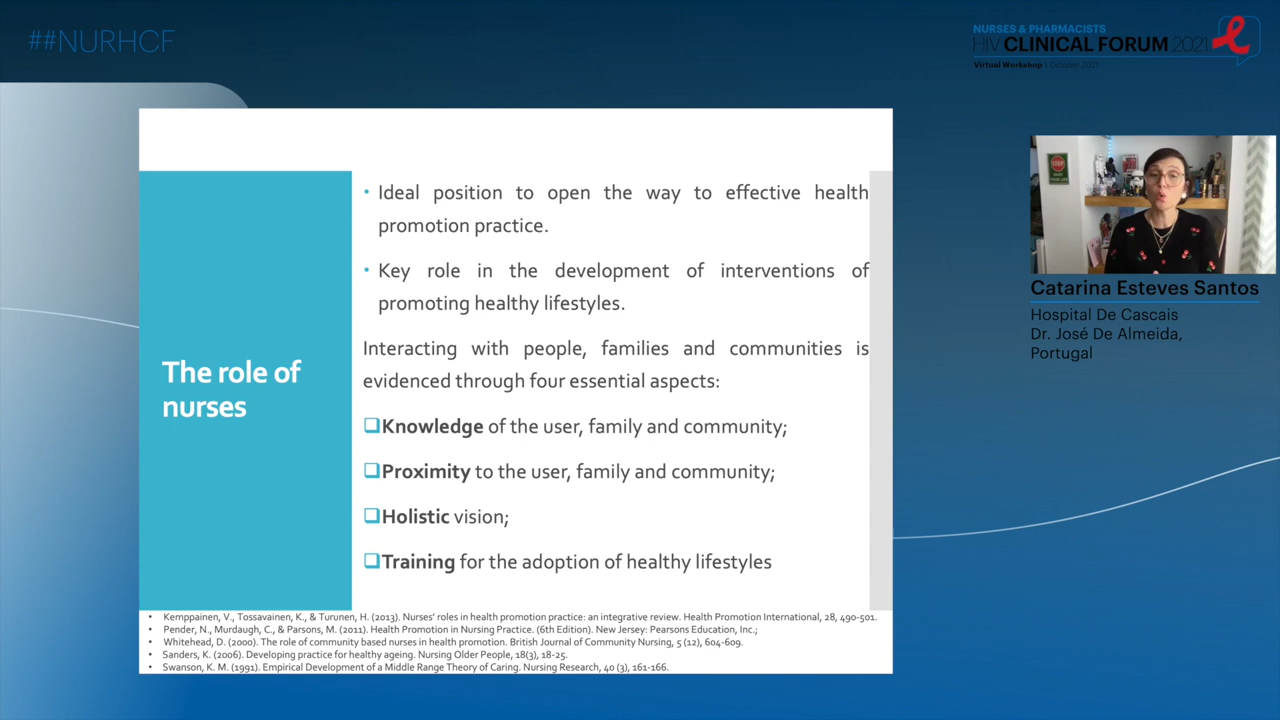 ##NURHCF
NURSES & PHARMACISTS
HIV CLINICAL FORUM 2021
Virtual Workshop 1 October 2021
• Ideal position to open the way to effective health
promotion practice.
• Key role in the development of interventions of
promoting healthy lifestyles.
Interacting with people, families and communities is
evidenced through four essential aspects:
❑Knowledge of the user, family and community;
❑Proximity to the user, family and community;
❑Holistic vision;
❑Training for the adoption of healthy lifestyles
The role of
nurses
• Kemppainen, V., Tossavainen, K., & Turunen, H. (2013). Nurses' roles in health promotion practice: an integrative review. Health Promotion International, 28, 490-501.
• Pender, N., Murdaugh, C., & Parsons, M. (2011). Health Promotion in Nursing Practice. (6th Edition). New Jersey: Pearsons Education, Inc.;
• Whitehead, D. (2000). The role of community based nurses in health promotion. British Journal of Community Nursing, 5 (12), 604-609.
• Sanders, K. (2006). Developing practice for healthy ageing. Nursing Older People, 18(3), 18-25.
• Swanson, K. M. (1991). Empirical Development of a Middle Range Theory of Caring. Nursing Research, 40 (3), 161-166.
STOP
Catarina Esteves Santos
Hospital De Cascais
Dr. José De Almeida,
Portugal